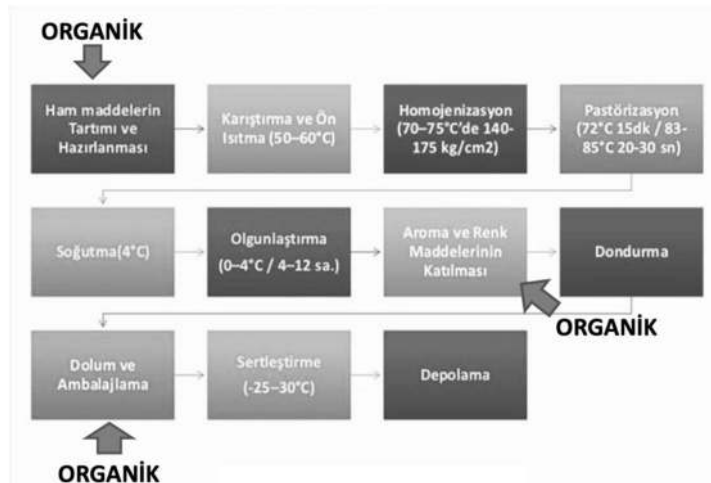 ORGANİK
Ham maddelerin
Tartımı ve
Hazırlanması
Karıştırma ve Ön
Isıtma (50–60°C)
Homojenizasyon
(70–75°C'de 140-
175 kg/cm2)
Pastörizasyon
(72°C 15dk / 83-
85°C 20-30 sn)
Soğutma(4°C)
Olgunlaştırma
(0–4°C / 4–12 sa.)
Aroma ve Renk
Maddelerinin
Katılması
Dondurma
ORGANİK
Dolum ve
Ambalajlama
Sertleştirme
(-25–30°C)
Depolama
ORGANİK